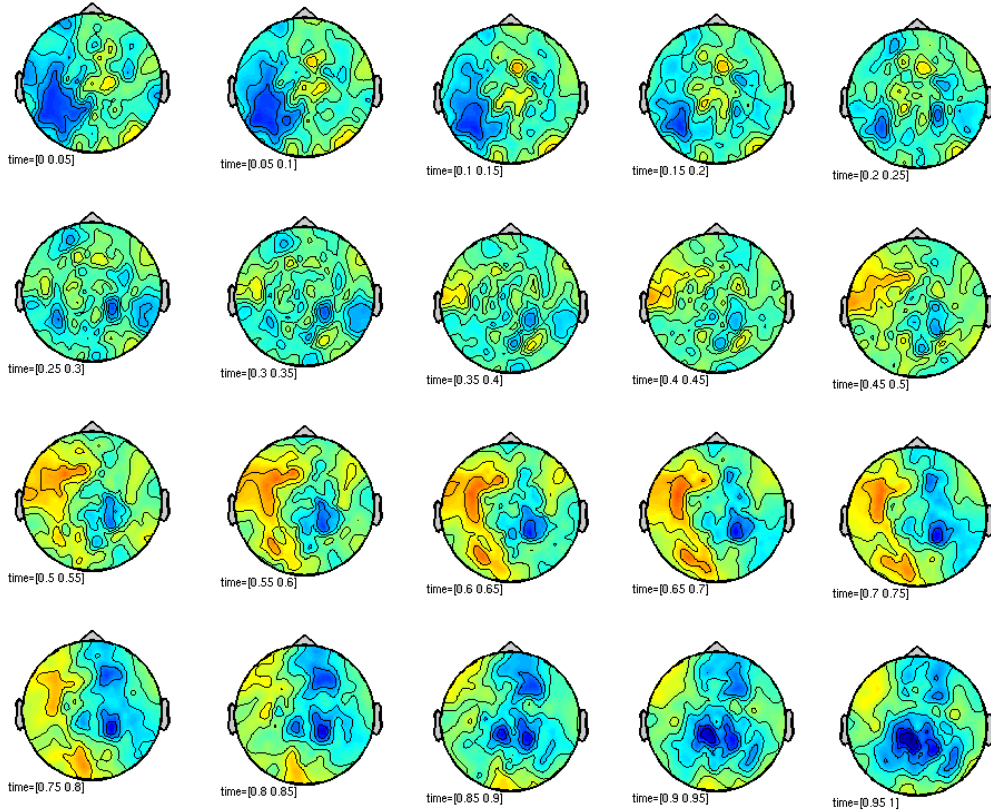 time=[0 0.05]
time=[0.05 0.1]
time=[0.1 0.15]
time=[0.15 0.2]
time=[0.2 0.25]
time=[0.25 0.3]
time=[0.3 0.35]
time=[0.35 0.4]
time=[0.4 0.45]
time=[0.45 0.5]
time=[0.5 0.55]
time=[0.55 0.6]
time=[0.6 0.65]
time=[0.65 0.7]
time=[0.7 0.75]
time=[0.75 0.8]
time=[0.8 0.85]
time=[0.85 0.9]
time=[0.9 0.95]
time=[0.95 1]